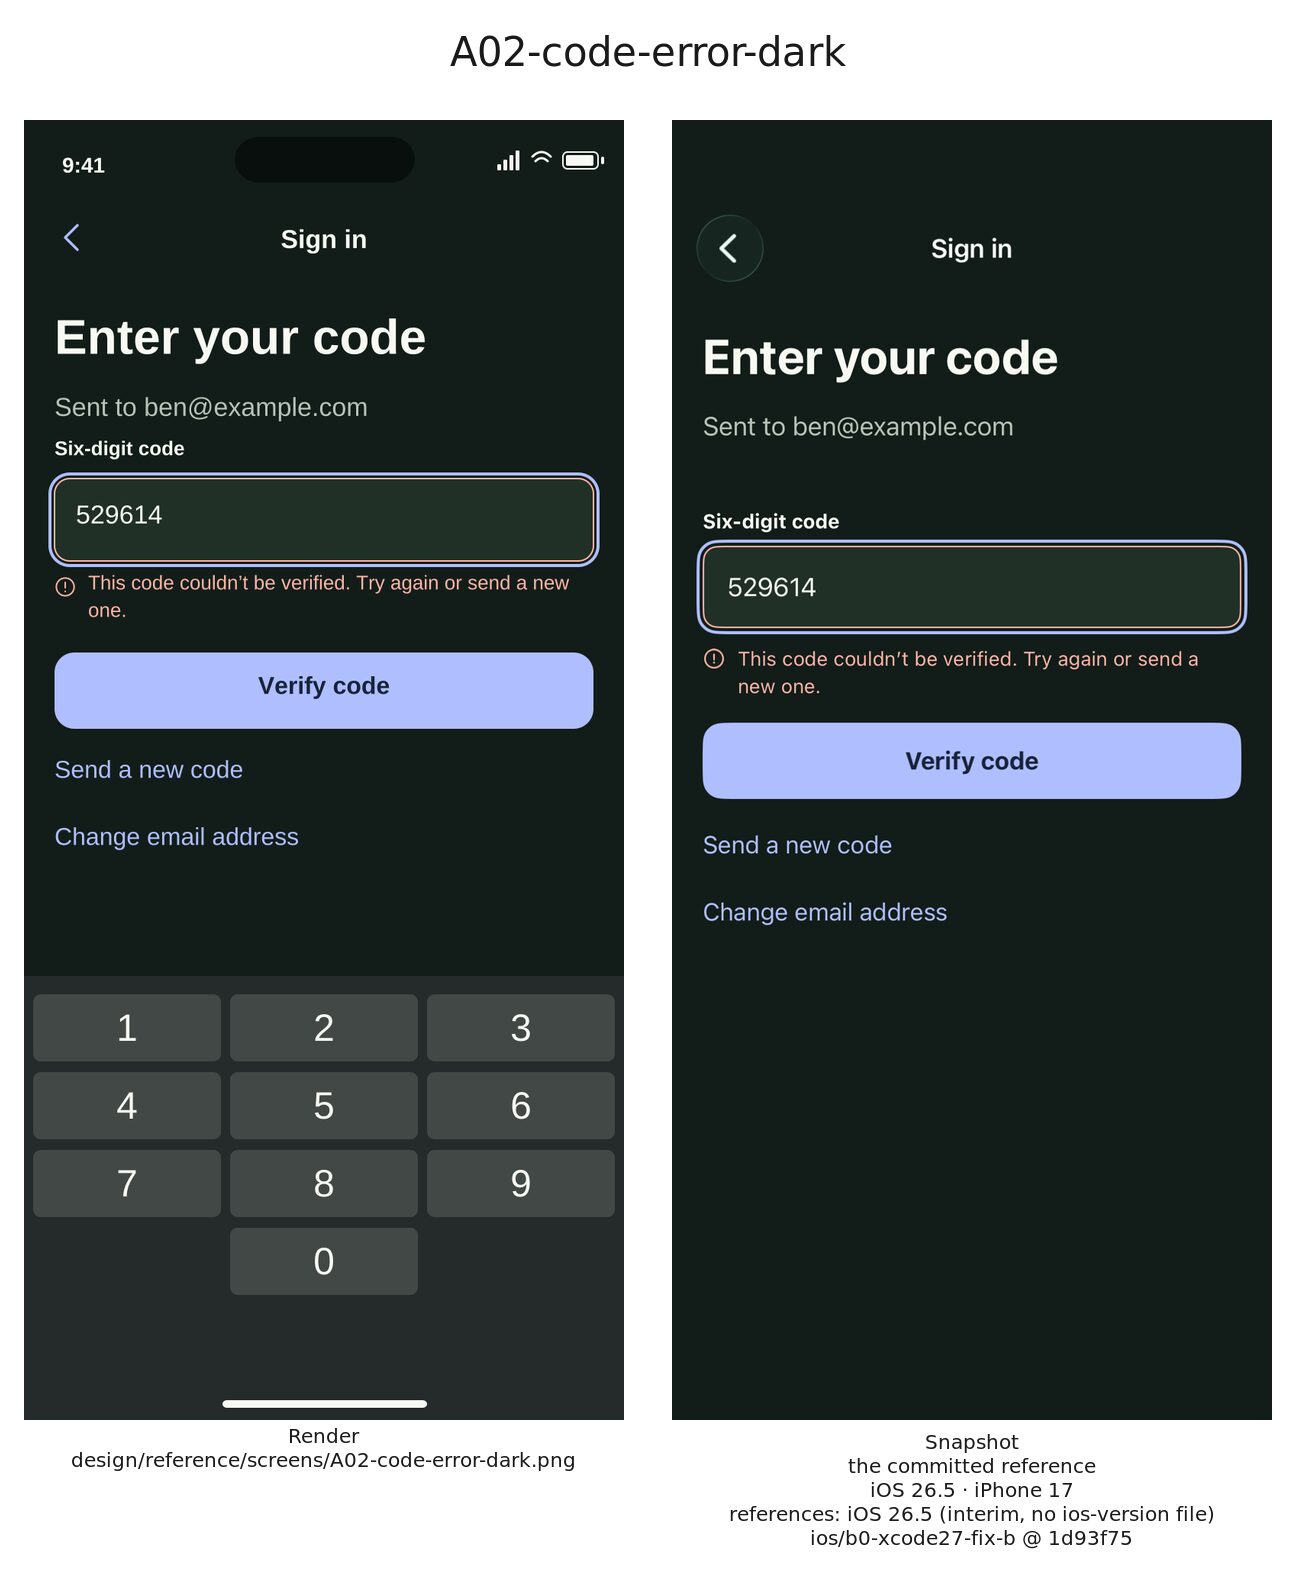 A02-code-error-dark
9:41
Sign in
Enter your code
Sent to ben@example.com
Six-digit code
529614
This code couldn’t be verified. Try again or send a new
one.
Verify code
Send a new code
Change email address
1
2
3
4
5
6
7
8
9
0
Render
design/reference/screens/A02-code-error-dark.png
Sign in
Enter your code
Sent to ben@example.com
Six-digit code
529614
This code couldn’t be verified. Try again or send a
new one.
Verify code
Send a new code
Change email address
Snapshot
the committed reference
iOS 26.5 · iPhone 17
references: iOS 26.5 (interim, no ios-version file)
ios/b0-xcode27-fix-b @ 1d93f75